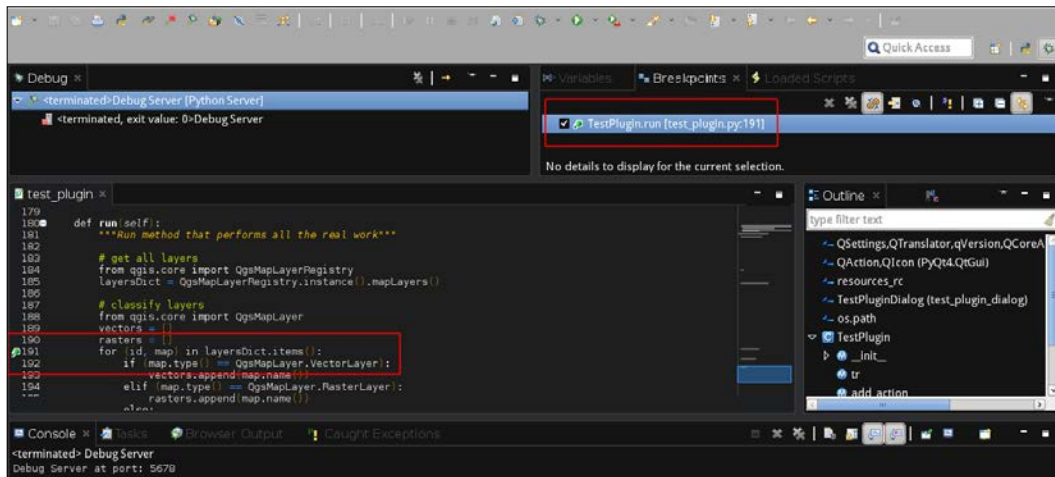 Quick Access
Debug
Variables
Breakpoints
Loaded Scripts
<terminated>Debug Server [Python Server]
<terminated, exit value: 0>Debug Server
TestPlugin.run [test_plugin.py:191]
No details to display for the current selection.
test_plugin
179
180 def run(self):
181 """Run method that performs all the real work"""
182
183 # get all layers
184 from qgis.core import QgsMapLayerRegistry
185 layersDict = QgsMapLayerRegistry.instance().mapLayers()
186
187 # classify layers
188 from qgis.core import QgsMapLayer
189 vectors = []
190 rasters = []
191 for (id, map) in layersDict.items():
192 if (map.type() == QgsMapLayer.VectorLayer):
193 vectors.append(map.name())
194 elif (map.type() == QgsMapLayer.RasterLayer):
rasters.append(map.name())
else:
Outline
type filter text
QSettings,QTranslator,qVersion,QCoreA
QAction,QIcon (PyQt4.QtGui)
resources_rc
TestPluginDialog (test_plugin_dialog)
os.path
TestPlugin
__init__
tr
add_action
Console
Tasks
Browser Output
Caught Exceptions
<terminated> Debug Server
Debug Server at port: 5678